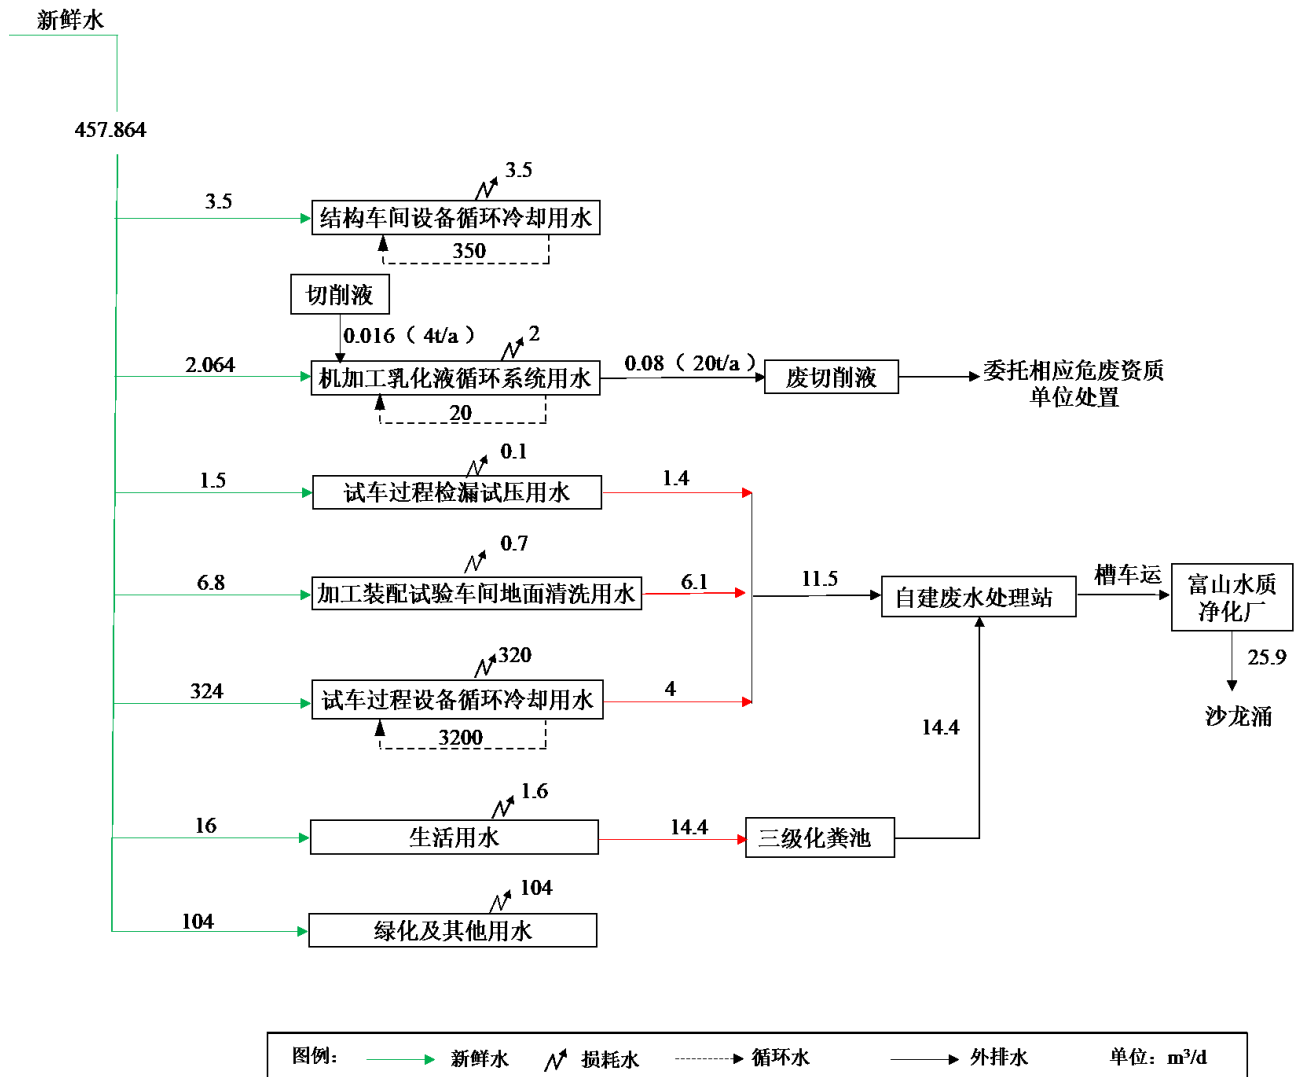 新鲜水
457.864
3.5
3.5
结构车间设备循环冷却用水
350
切削液
0.016（ 4t/a ）
2
2.064
机加工乳化液循环系统用水
0.08（ 20t/a ）
废切削液
委托相应危废资质
单位处置
20
0.1
1.5
试车过程检漏试压用水
1.4
0.7
6.8
加工装配试验车间地面清洗用水
6.1
11.5
自建废水处理站
槽车运
富山水质
净化厂
25.9
沙龙涌
320
324
试车过程设备循环冷却用水
4
3200
14.4
1.6
16
生活用水
14.4
三级化粪池
104
104
绿化及其他用水
图例： 新鲜水 损耗水 循环水 外排水 单位：m³/d